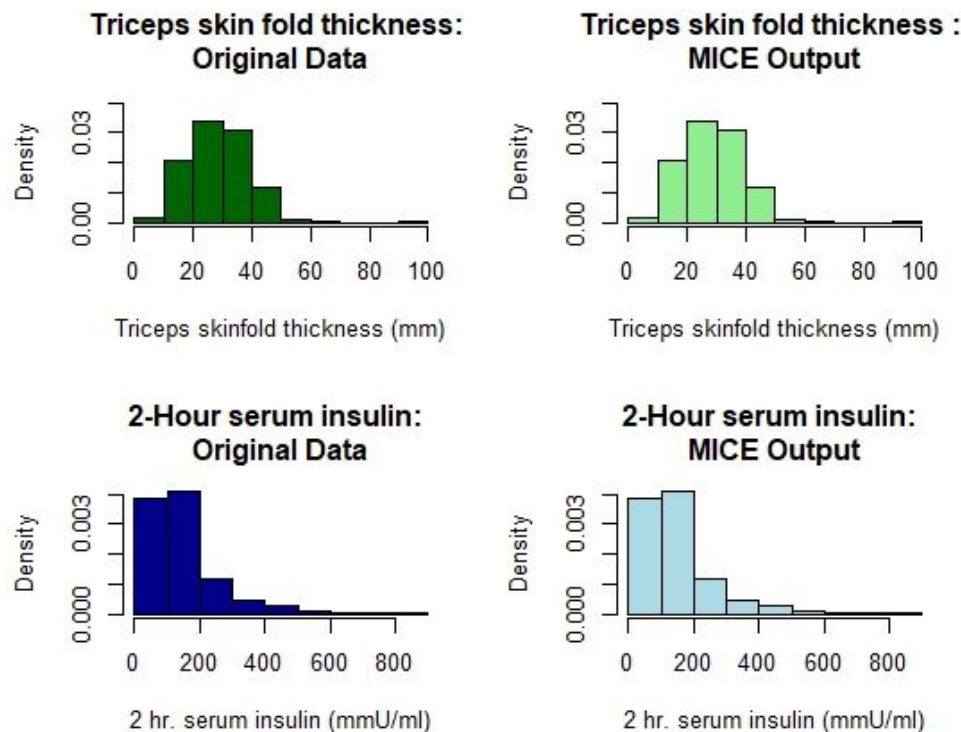 Triceps skin fold thickness:
Original Data
Density
0.03
0.00
0 20 40 60 80 100
Triceps skinfold thickness (mm)
Triceps skin fold thickness :
MICE Output
Density
0.03
0.00
0 20 40 60 80 100
Triceps skinfold thickness (mm)
2-Hour serum insulin:
Original Data
Density
0.003
0.000
0 200 400 600 800
2 hr. serum insulin (mmU/ml)
2-Hour serum insulin:
MICE Output
Density
0.003
0.000
0 200 400 600 800
2 hr. serum insulin (mmU/ml)